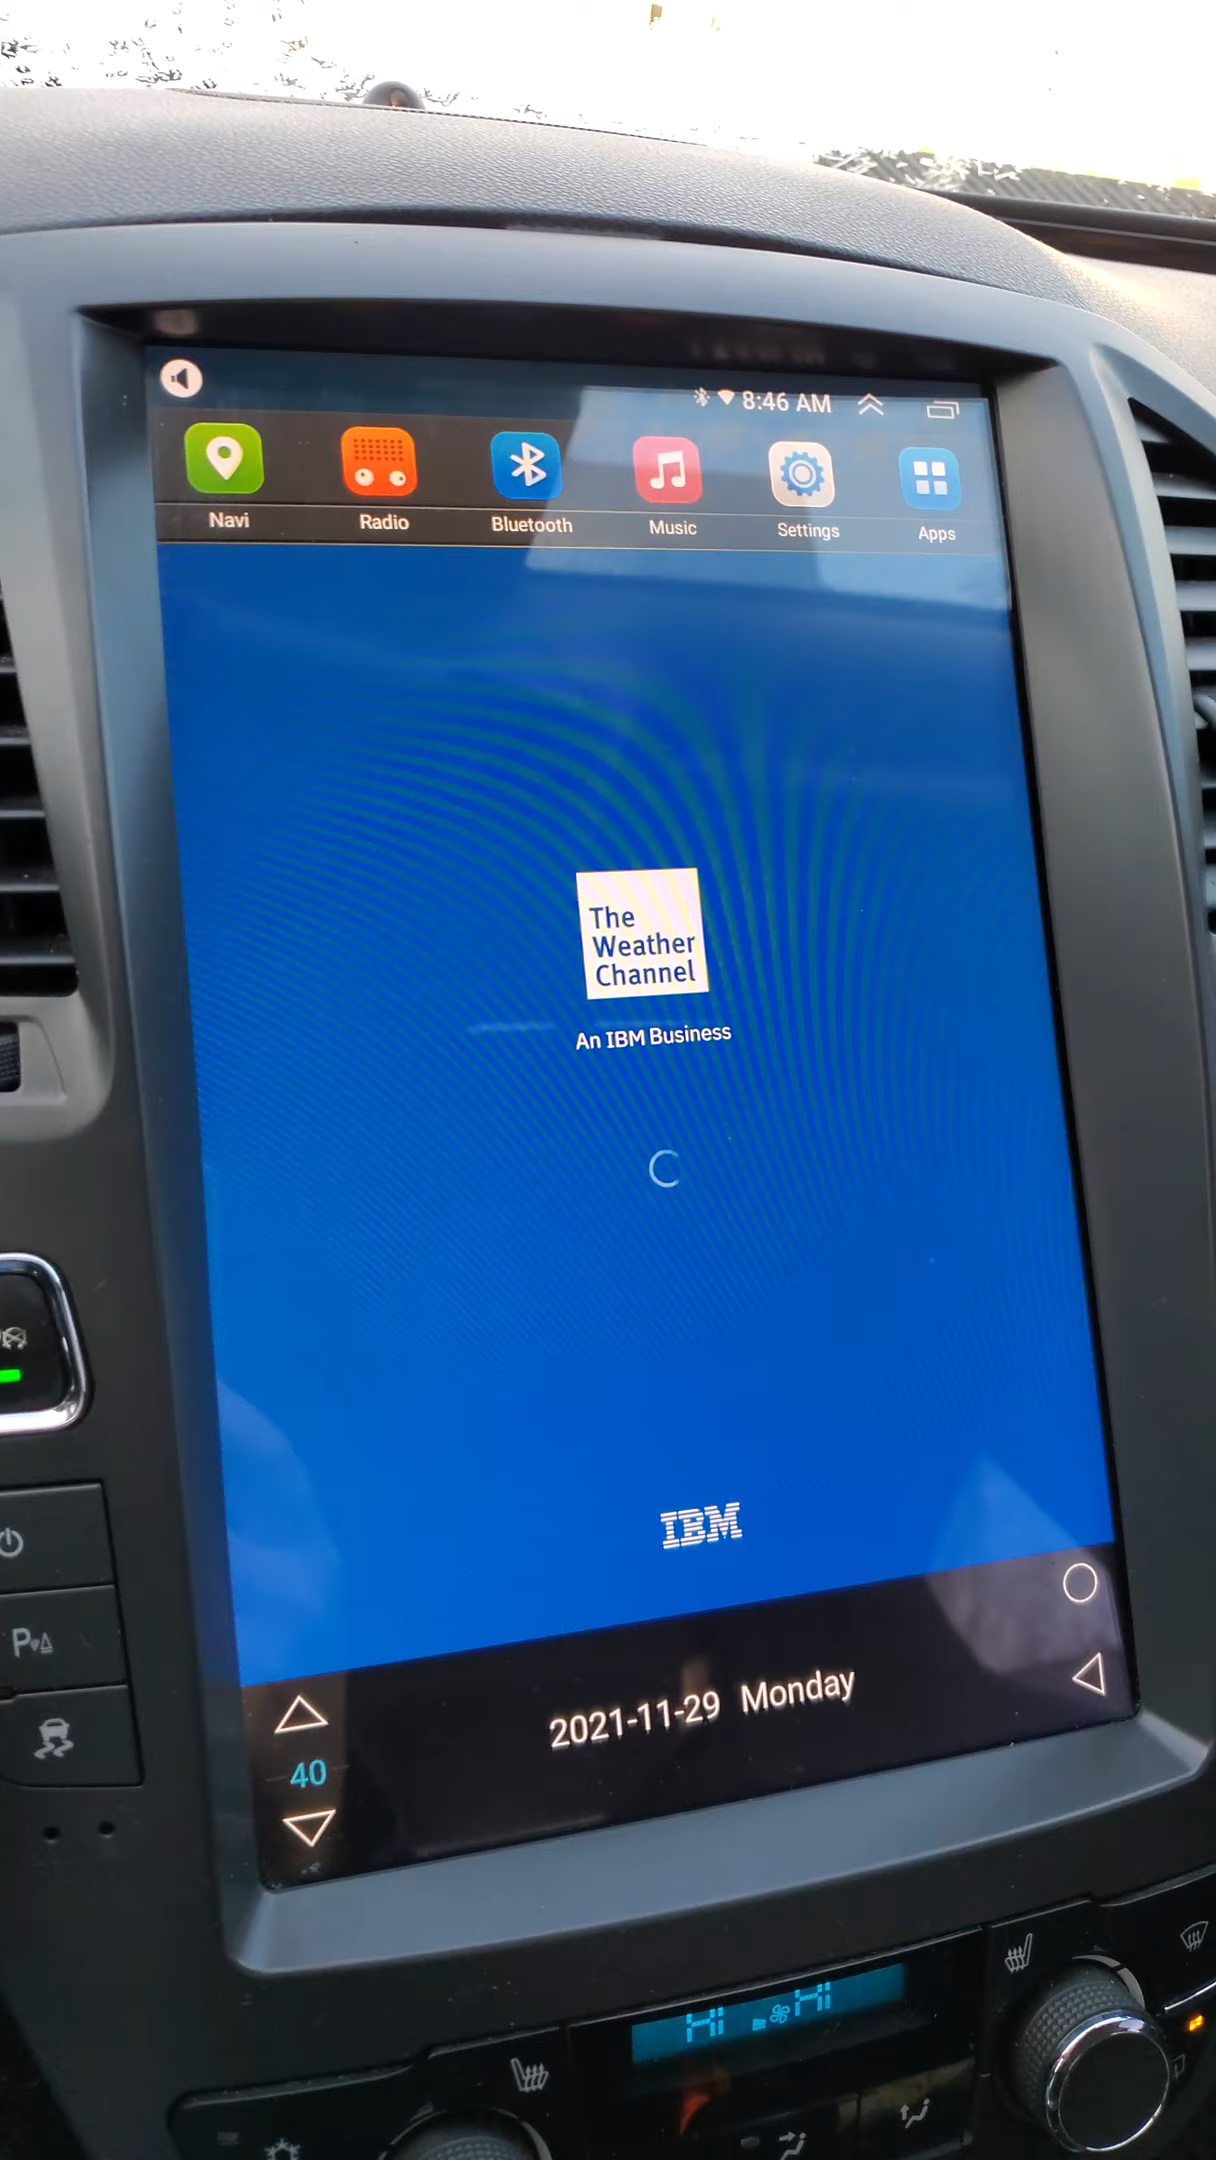 8:46 AM
Navi Radio Bluetooth Music Settings Apps
The
Weather
Channel
An IBM Business
IBM
2021-11-29 Monday
40
P
HI HI